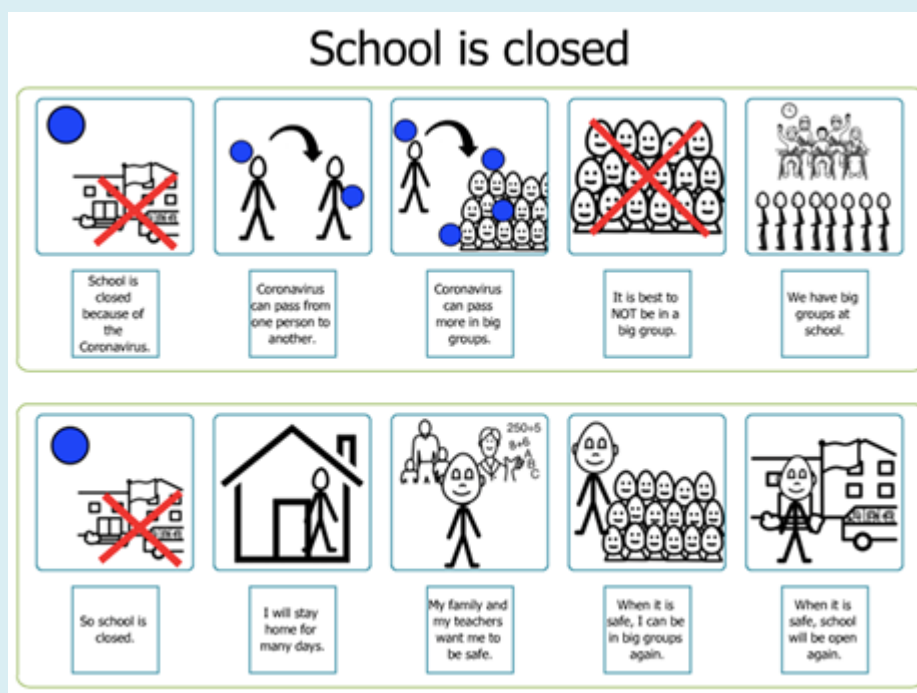 School is closed
School is
closed
because of
the
Coronavirus.
Coronavirus
can pass from
one person to
another.
Coronavirus
can pass
more in big
groups.
It is best to
NOT be in a
big group.
We have big
groups at
school.
250÷5
8+6
A
B
C
So school is
closed.
I will stay
home for
many days.
My family and
my teachers
want me to
be safe.
When it is
safe, I can be
in big groups
again.
When it is
safe, school
will be open
again.